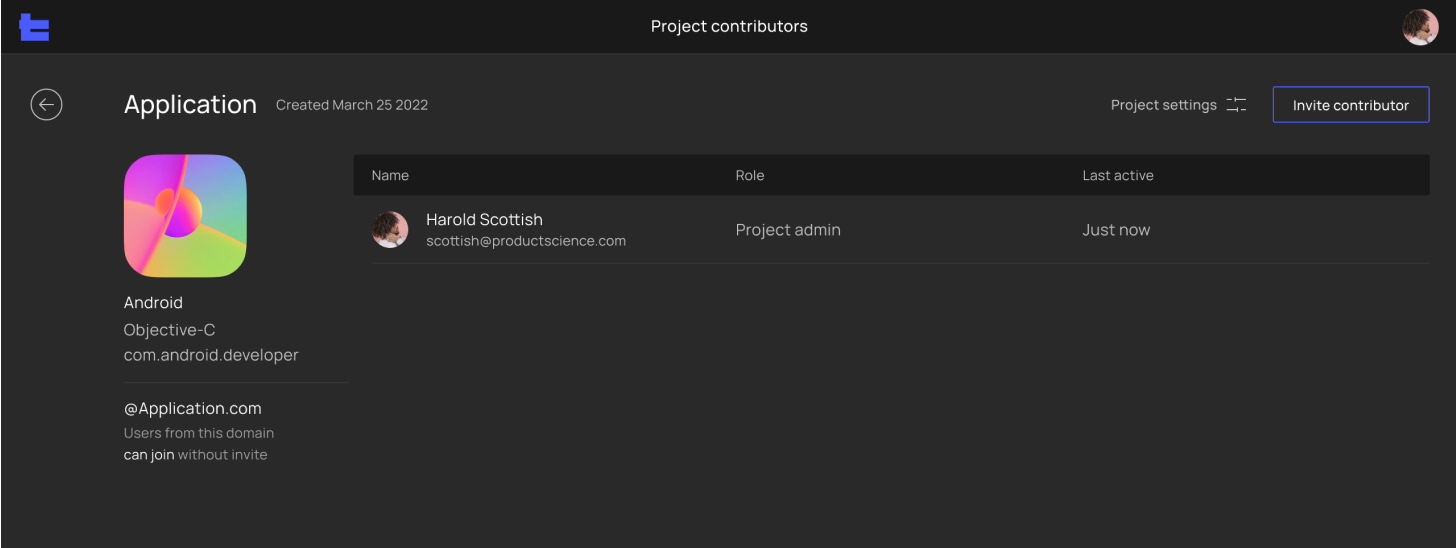 Project contributors
Application
Created March 25 2022
Project settings
Invite contributor
Name
Role
Last active
Harold Scottish
scottish@productscience.com
Project admin
Just now
Android
Objective-C
com.android.developer
@Application.com
Users from this domain
can join without invite